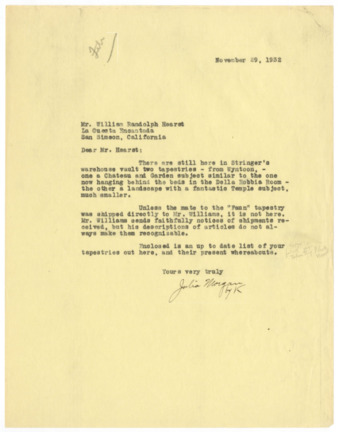 November 25, 1932
Mr. William Randolph Hearst
La Cuesta Encantada
San Simeon, California
Dear Mr. Hearst:
There are still here in Stringer's
warehouse vault two tapestries - from Wyntoon,
one a Chateau and Garden subject similar to the one
now hanging behind the beds in the Della Robbia Room -
the other a landscape with a fantastic Temple subject,
much smaller.
Unless the mate to the "Faun" tapestry
was shipped directly to Mr. Williams, it is not here.
Mr. Williams sends faithfully notices of shipments re-
ceived, but his descriptions of articles do not al-
ways make them recognizable.
Enclosed is an up to date list of your
tapestries out here, and their present whereabouts.
Yours very truly
Julia Morgan